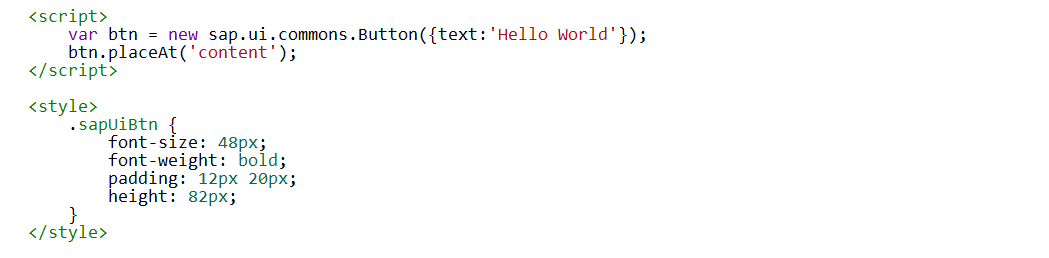 <script>
    var btn = new sap.ui.commons.Button({text:'Hello World'});
    btn.placeAt('content');
</script>

<style>
    .sapUiBtn {
        font-size: 48px;
        font-weight: bold;
        padding: 12px 20px;
        height: 82px;
    }
</style>